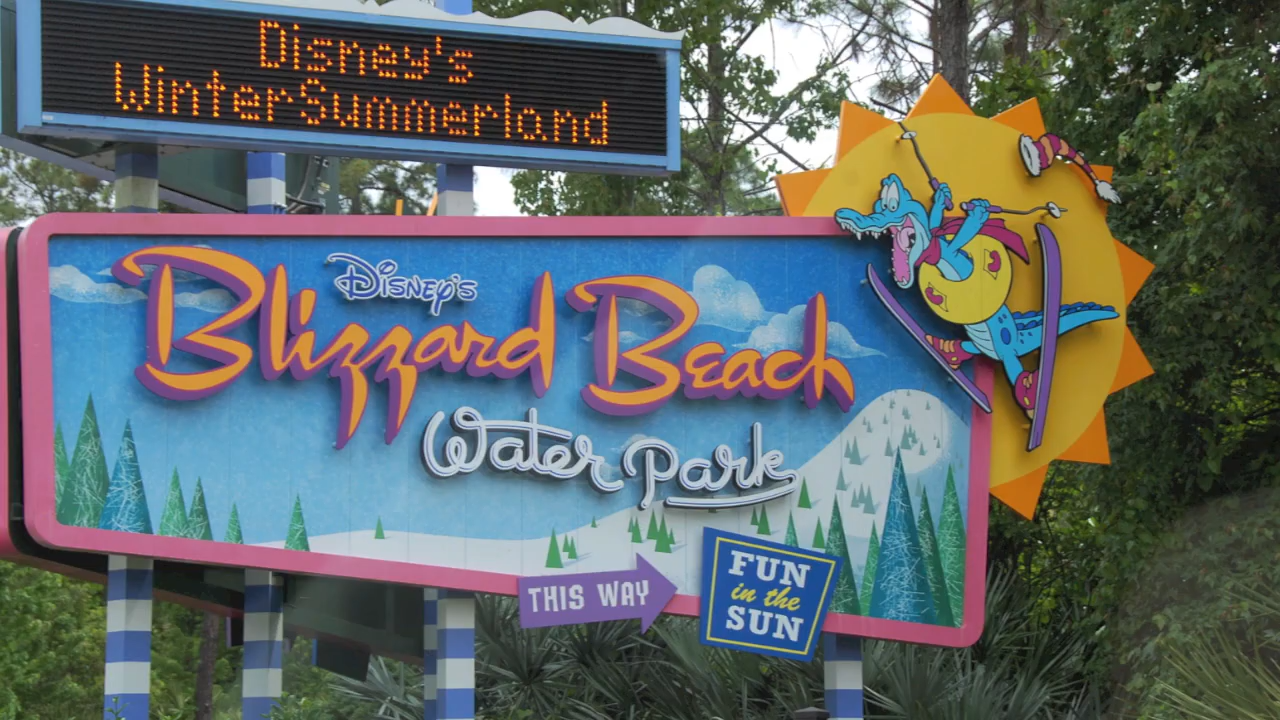 Disney's
WinterSummerland
Disney's
Blizzard Beach
Water Park
THIS WAY
FUN
in the
SUN